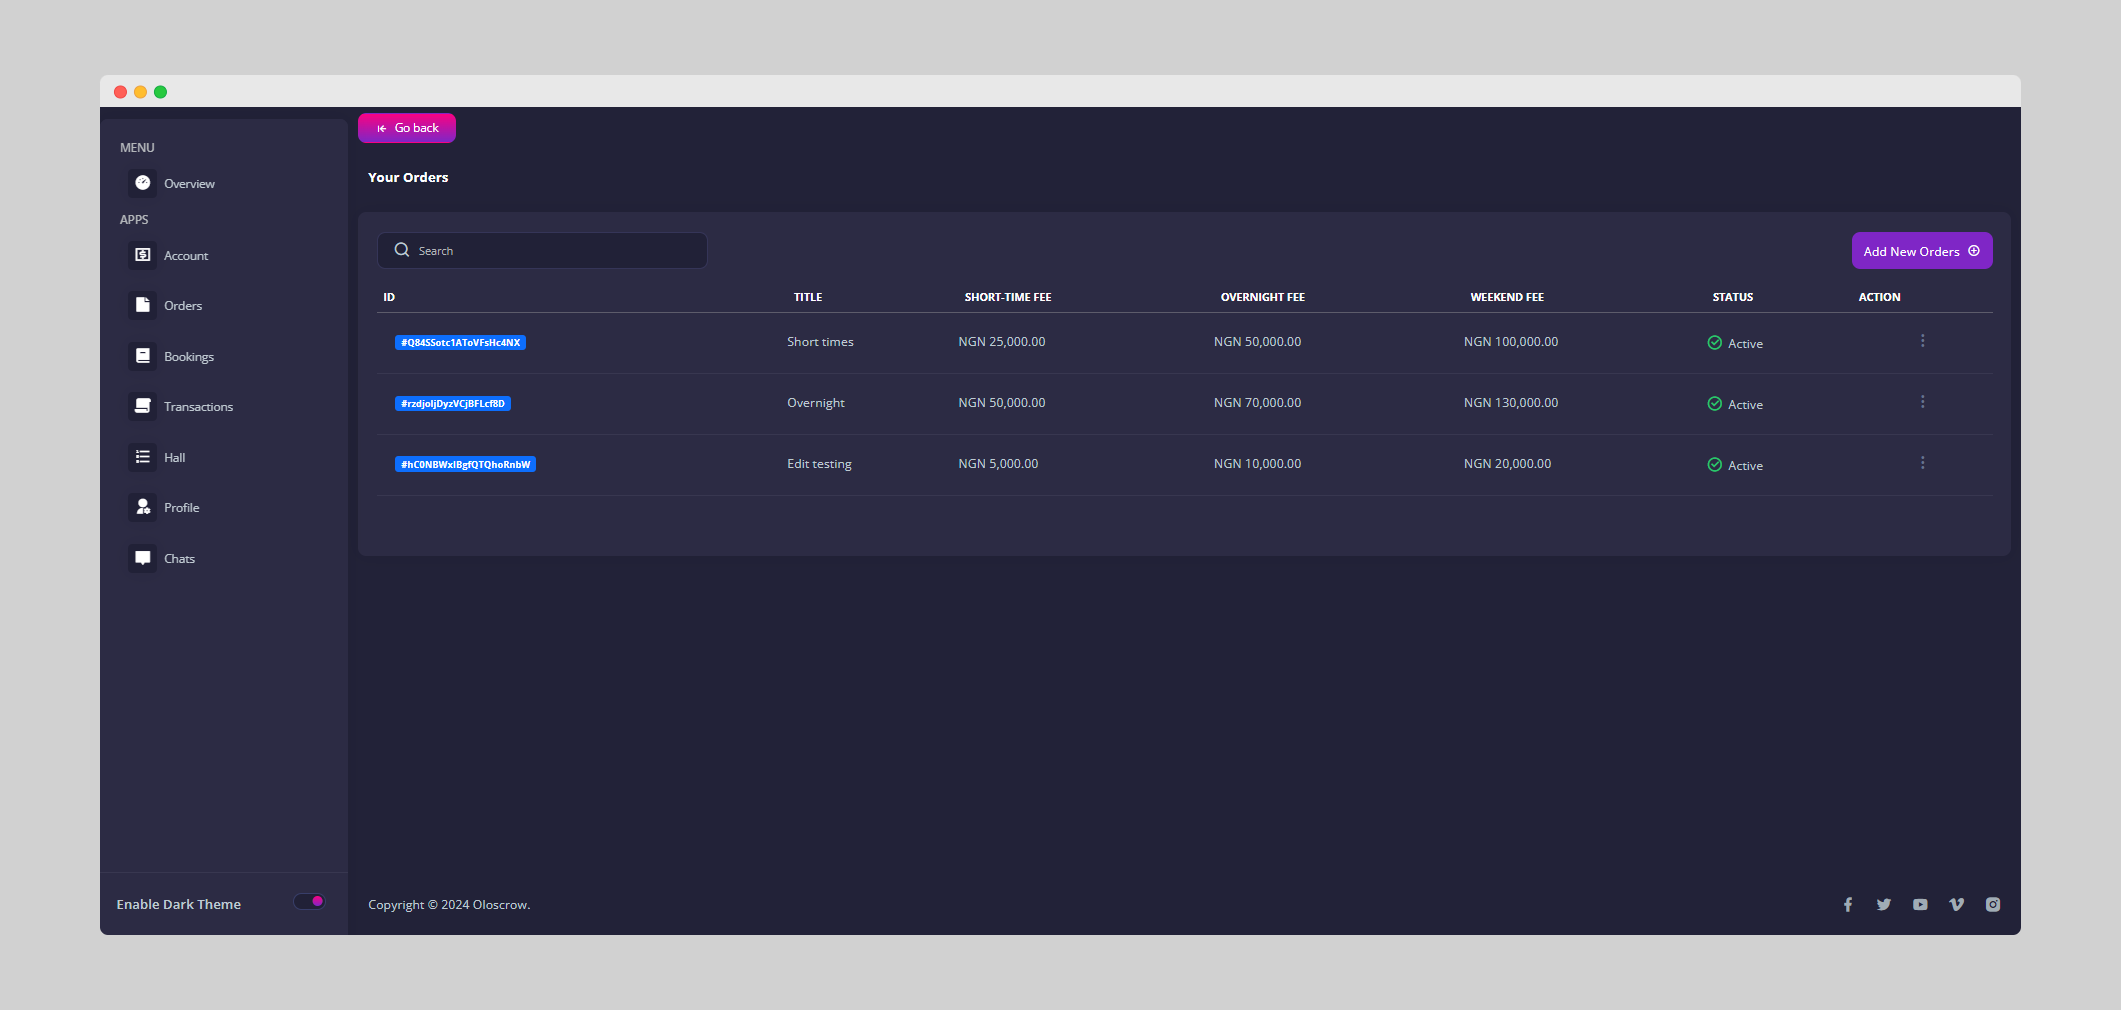 Go back
MENU
Overview
APPS
Account
Orders
Bookings
Transactions
Hall
Profile
Chats
Enable Dark Theme
Your Orders
Search
Add New Orders
ID TITLE SHORT-TIME FEE OVERNIGHT FEE WEEKEND FEE STATUS ACTION
#Q84SSotc1AToVFsHc4NX Short times NGN 25,000.00 NGN 50,000.00 NGN 100,000.00 Active
Overnight NGN 50,000.00 NGN 70,000.00 NGN 130,000.00 Active
Edit testing NGN 5,000.00 NGN 10,000.00 NGN 20,000.00 Active
Copyright © 2024 Oloscrow.